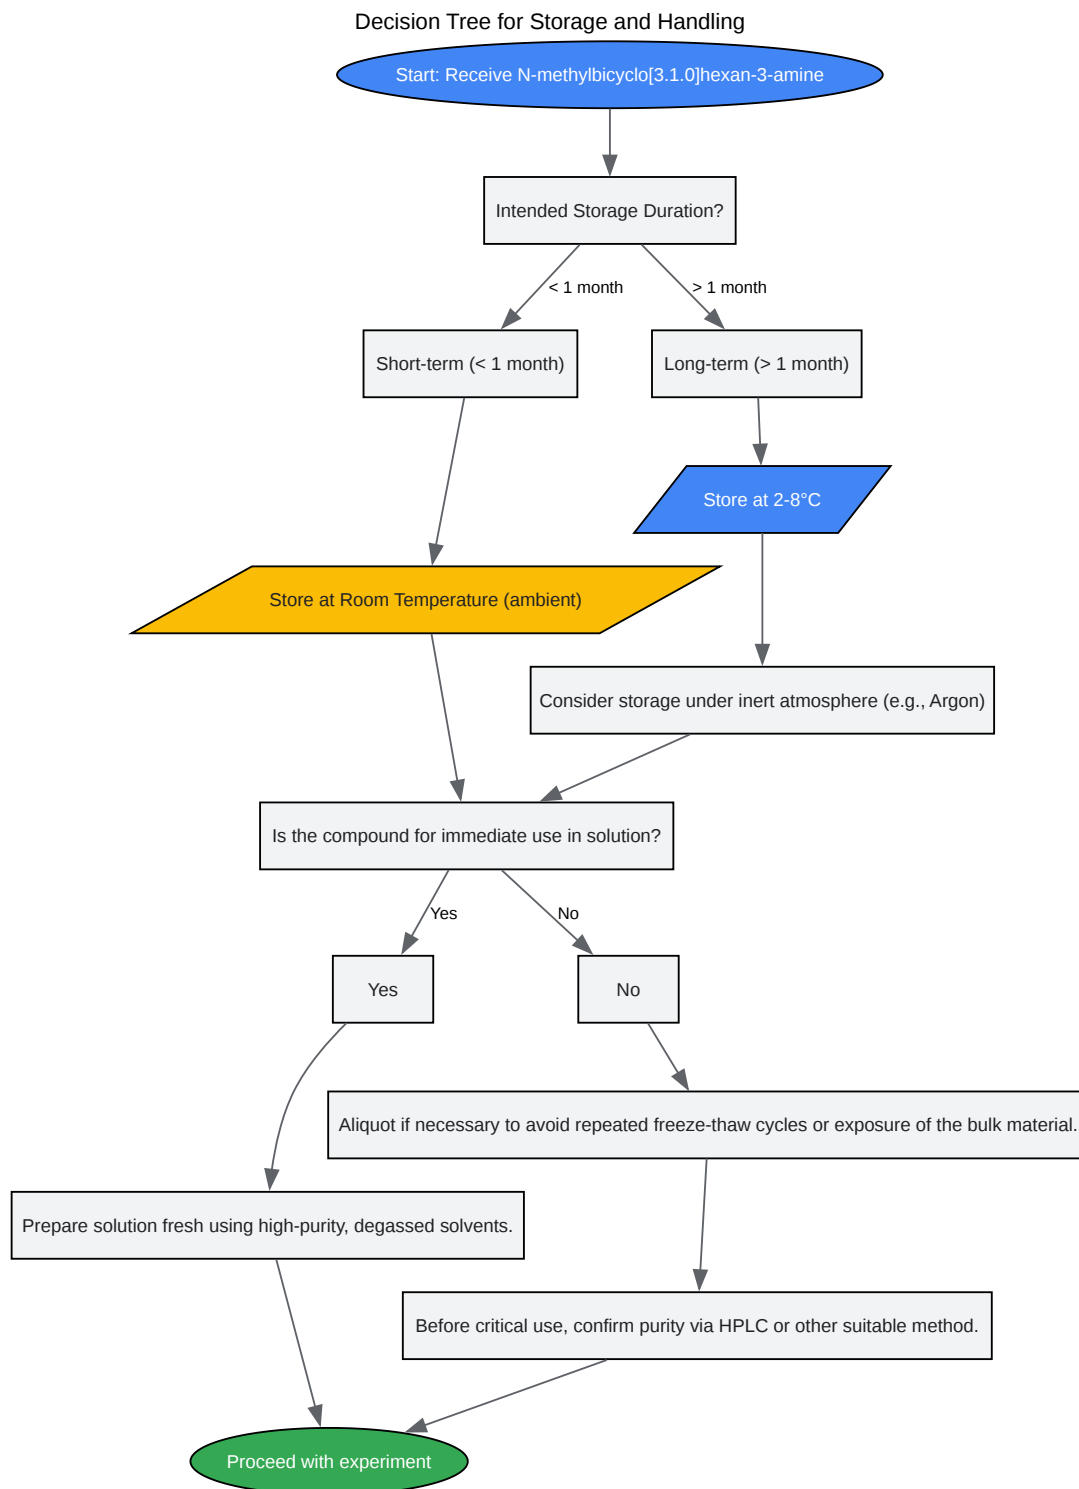 Decision Tree for Storage and Handling
Start: Receive N-methylbicyclo[3.1.0]hexan-3-amine
Intended Storage Duration?
< 1 month
> 1 month
Short-term (< 1 month)
Long-term (> 1 month)
Store at 2-8°C
Store at Room Temperature (ambient)
Consider storage under inert atmosphere (e.g., Argon)
Is the compound for immediate use in solution?
Yes
No
Yes
No
Aliquot if necessary to avoid repeated freeze-thaw cycles or exposure of the bulk material.
Prepare solution fresh using high-purity, degassed solvents.
Before critical use, confirm purity via HPLC or other suitable method.
Proceed with experiment